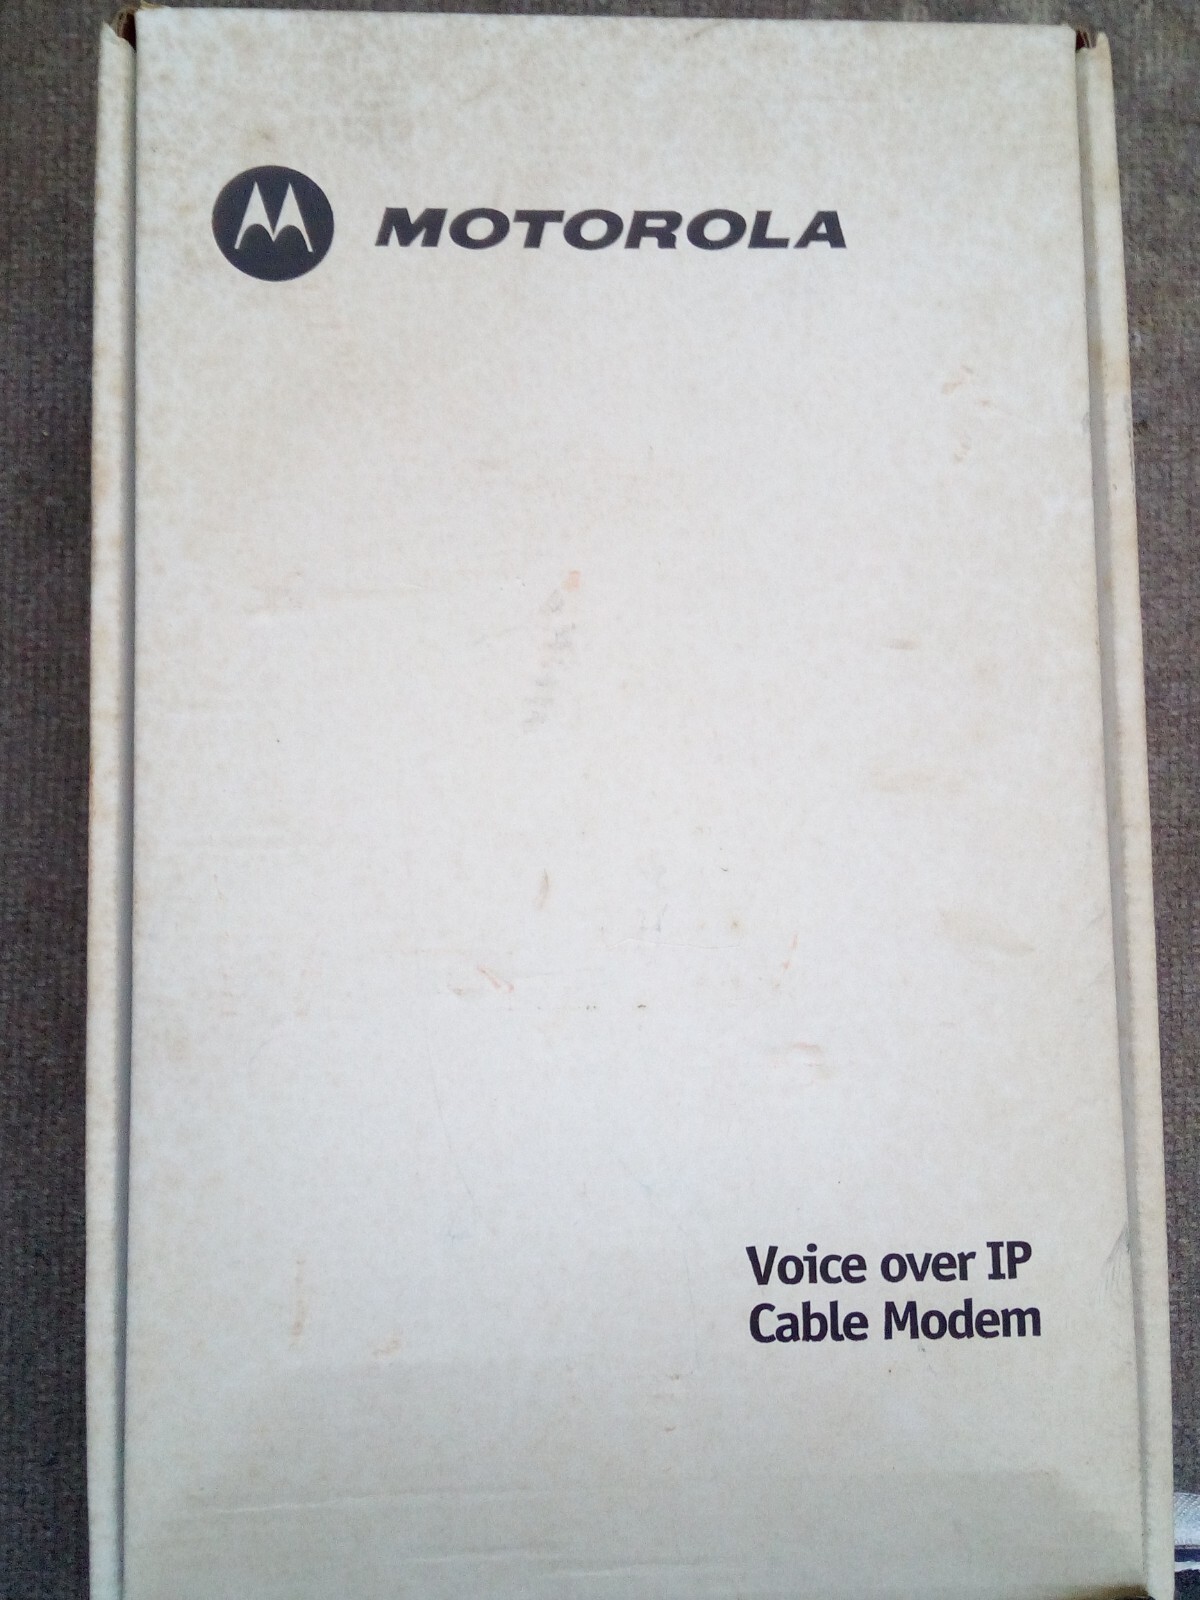 MOTOROLA
Voice over IP
Cable Modem